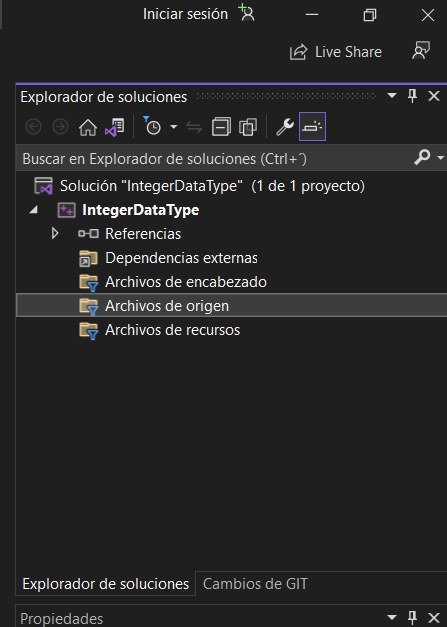 Iniciar sesión
Live Share
Explorador de soluciones
Buscar en Explorador de soluciones (Ctrl+´)
Solución "IntegerDataType" (1 de 1 proyecto)
IntegerDataType
Referencias
Dependencias externas
Archivos de encabezado
Archivos de origen
Archivos de recursos
Explorador de soluciones Cambios de GIT
Propiedades